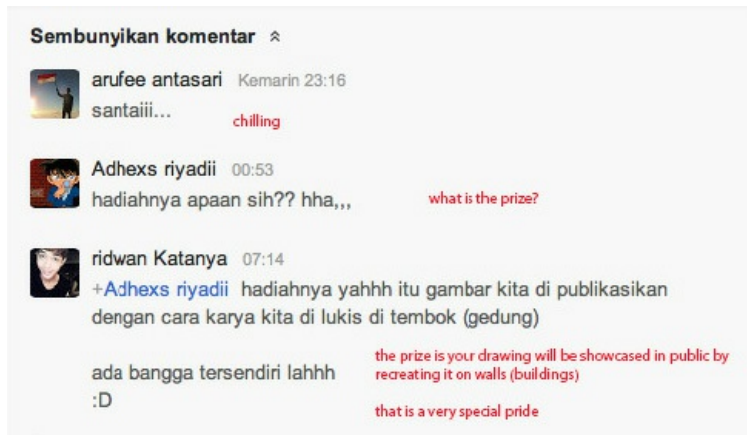 Sembunyikan komentar
arufee antasari Kemarin 23:16
santaiii...
chilling
Adhexs riyadii 00:53
hadiahnya apaan sih?? hha,,,
what is the prize?
ridwan Katanya 07:14
+Adhexs riyadii hadiahnya yahhh itu gambar kita di publikasikan
dengan cara karya kita di lukis di tembok (gedung)
ada bangga tersendiri lahhh
:D
the prize is your drawing will be showcased in public by
recreating it on walls (buildings)
that is a very special pride